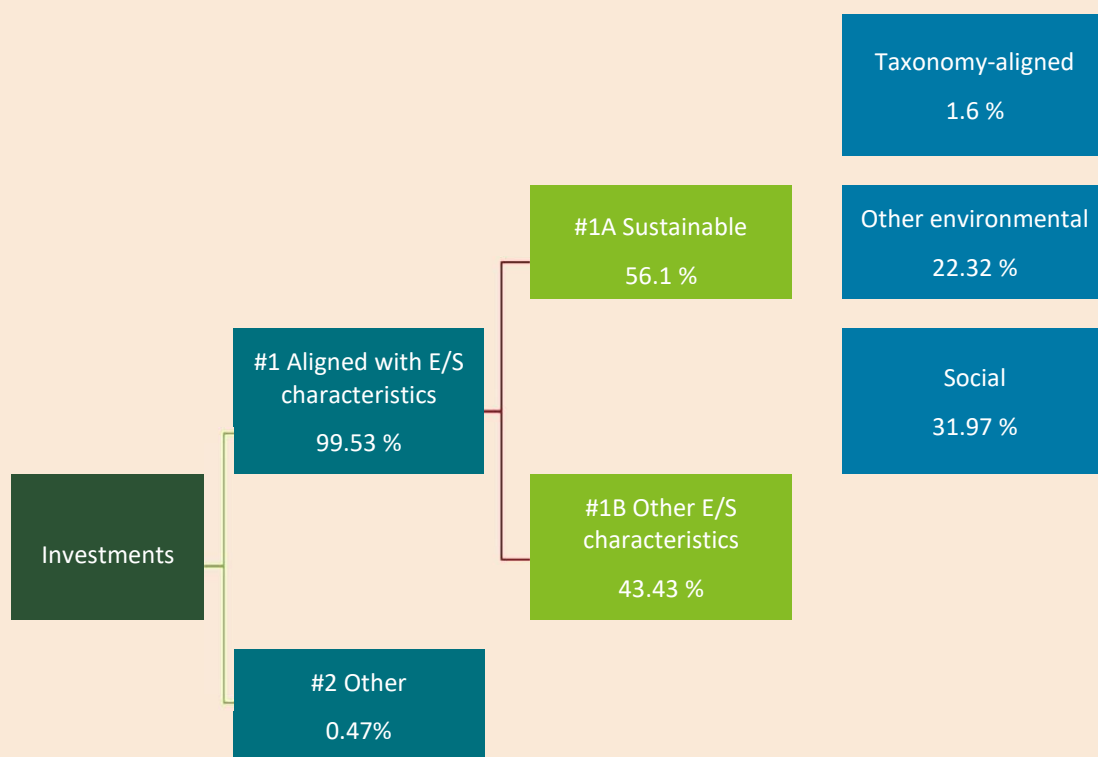 Investments
#1 Aligned with E/S
characteristics
99.53 %
#2 Other
0.47%
#1A Sustainable
56.1 %
#1B Other E/S
characteristics
43.43 %
Taxonomy-aligned
1.6 %
Other environmental
22.32 %
Social
31.97 %